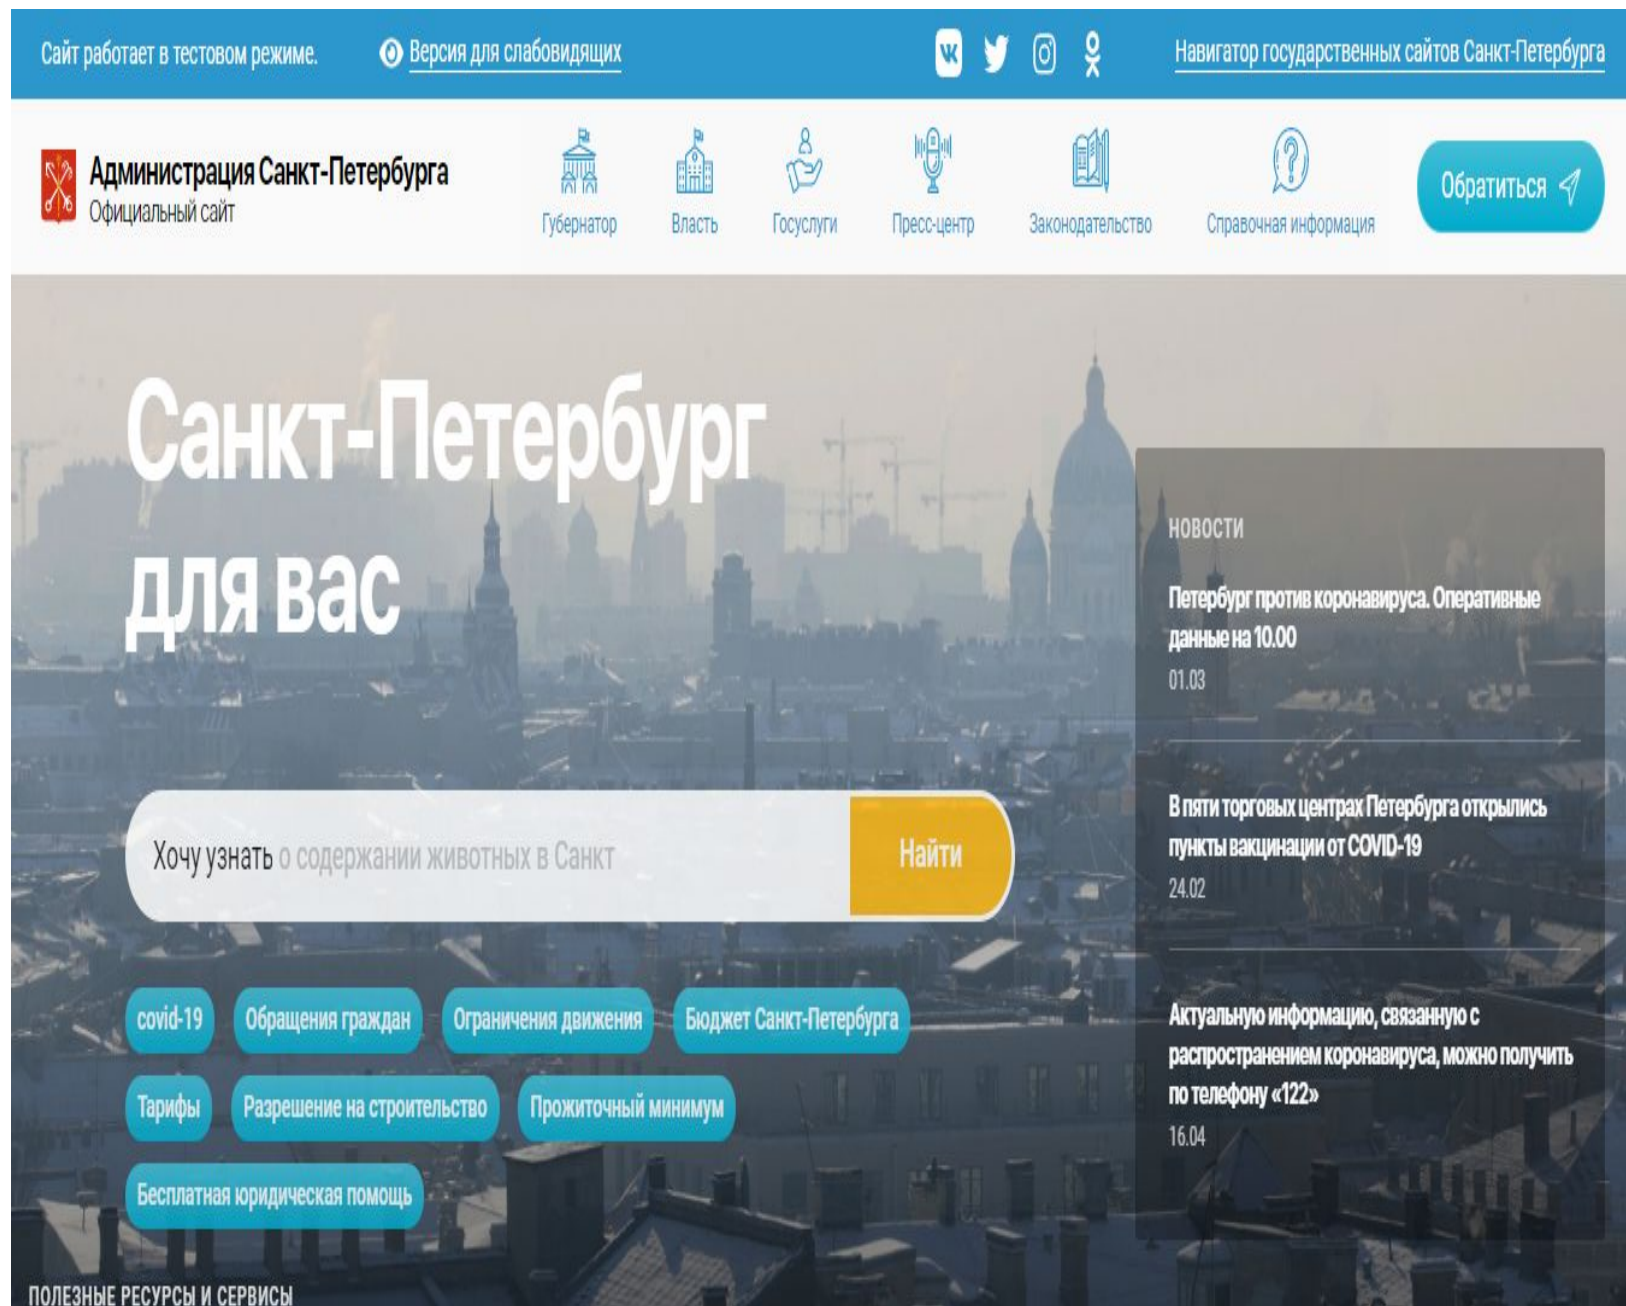 Сайт работает в тестовом режиме.
Версия для слабовидящих
Навигатор государственных сайтов Санкт-Петербурга
Администрация Санкт-Петербурга
Официальный сайт
Губернатор
Власть
Госуслуги
Пресс-центр
Законодательство
Справочная информация
Обратиться
Санкт-Петербург
для вас
Хочу узнать о содержании животных в Санкт
Найти
covid-19
Обращения граждан
Ограничения движения
Бюджет Санкт-Петербурга
Тарифы
Разрешение на строительство
Прожиточный минимум
Бесплатная юридическая помощь
НОВОСТИ
Петербург против коронавируса. Оперативные
данные на 10.00
01.03
В пяти торговых центрах Петербурга открылись
пункты вакцинации от COVID-19
24.02
Актуальную информацию, связанную с
распространением коронавируса, можно получить
по телефону «122»
16.04
ПОЛЕЗНЫЕ РЕСУРСЫ И СЕРВИСЫ